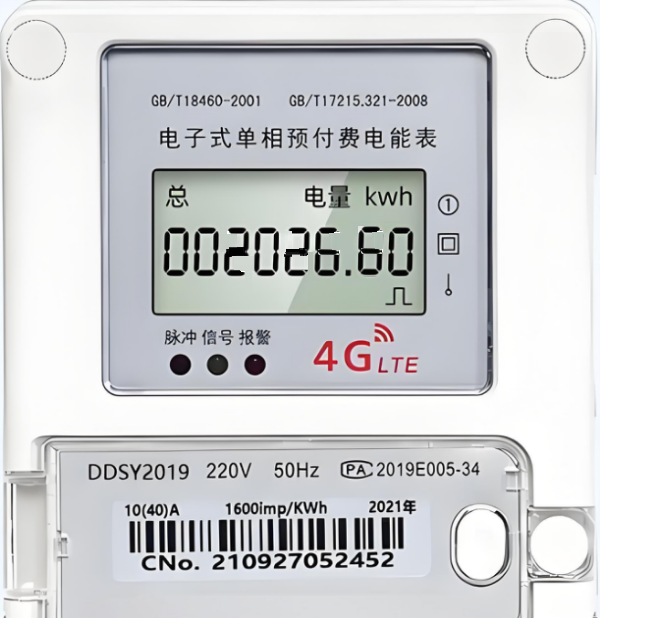 GB/T18460-2001 GB/T17215.321-2008
电子式单相预付费电能表
总 电量 kwh
002026.60
脉冲 信号 报警
4G LTE
DDSY2019 220V 50Hz PA 2019E005-34
10(40)A 1600imp/KWh 2021年
CNo. 210927052452